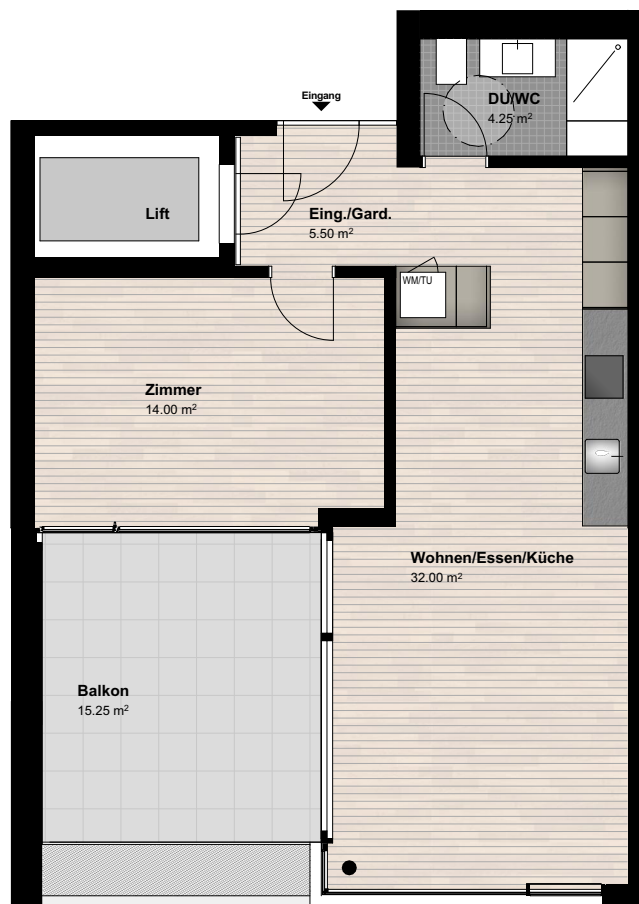 Eingang
DU/WC
4.25 m²
Lift
Eing./Gard.
5.50 m²
WM/TU
Zimmer
14.00 m²
Wohnen/Essen/Küche
32.00 m²
Balkon
15.25 m²